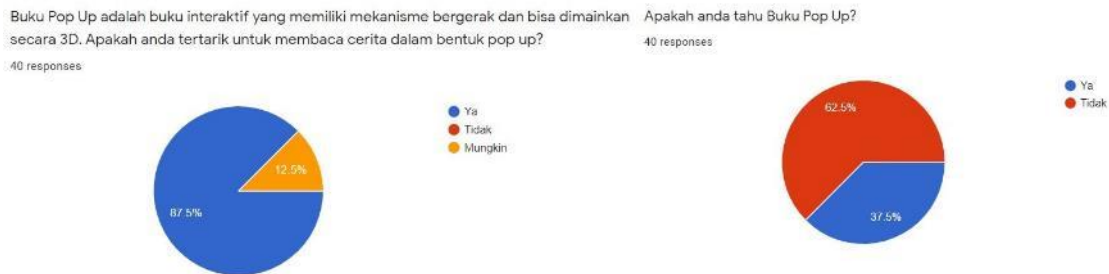 Buku Pop Up adalah buku interaktif yang memiliki mekanisme bergerak dan bisa dimainkan
secara 3D. Apakah anda tertarik untuk membaca cerita dalam bentuk pop up?
40 responses
Ya
Tidak
Mungkin
12.5%
87.5%
Apakah anda tahu Buku Pop Up?
40 responses
Ya
Tidak
62.5%
37.5%